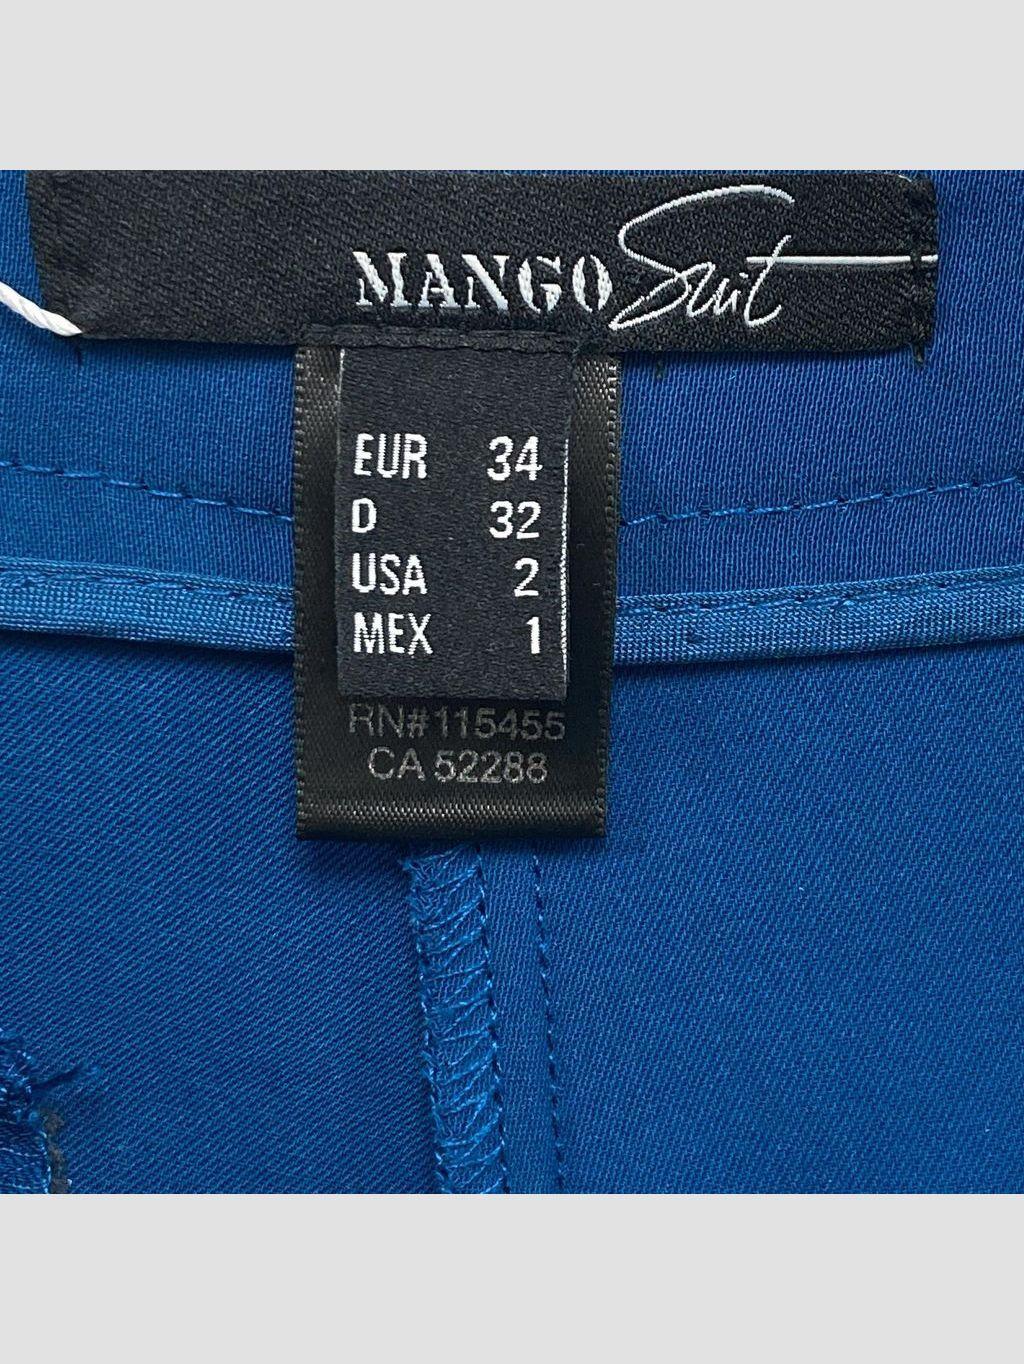 MANGO Suit
EUR 34
D 32
USA 2
MEX 1
RN#115455
CA 52288